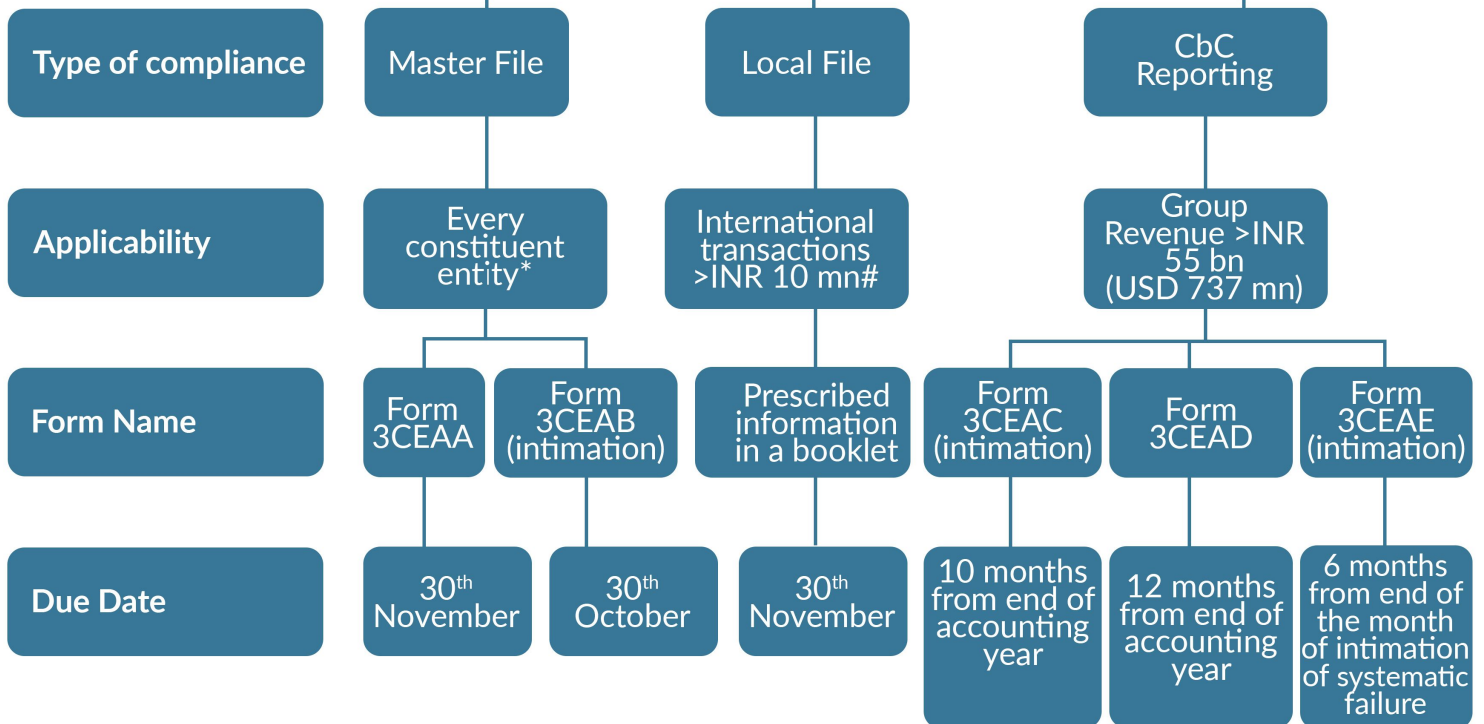 Type of compliance
Master File
Local File
CbC
Reporting
Applicability
Every
constituent
entity*
International
transactions
>INR 10 mn#
Group
Revenue >INR
55 bn
(USD 737 mn)
Form Name
Form
3CEAA
Form
3CEAB
(intimation)
Prescribed
information
in a booklet
Form
3CEAC
(intimation)
Form
3CEAD
Form
3CEAE
(intimation)
Due Date
30th
November
30th
October
30th
November
10 months
from end of
accounting
year
12 months
from end of
accounting
year
6 months
from end of
the month
of intimation
of systematic
failure